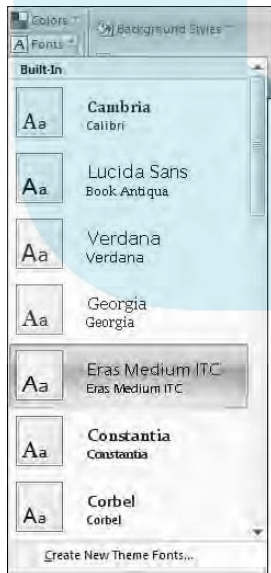 Colors
Background Styles
A Fonts
Built-In
Aa
Cambria
Calibri
Aa
Lucida Sans
Book Antiqua
Aa
Verdana
Verdana
Aa
Georgia
Georgia
Aa
Eras Medium ITC
Eras Medium ITC
Aa
Constantia
Constantia
Aa
Corbel
Corbel
Create New Theme Fonts...